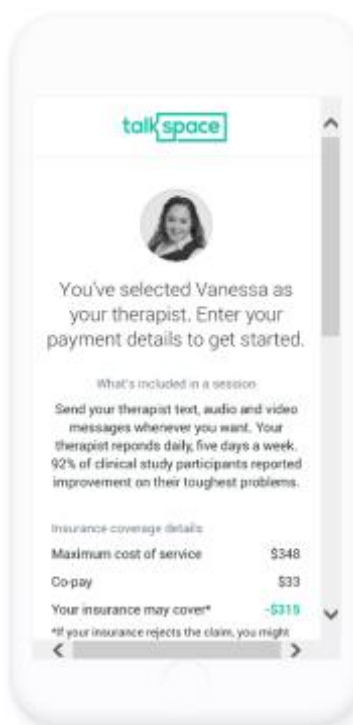 talkspace
You've selected Vanessa as
your therapist. Enter your
payment details to get started.
What's included in a session
Send your therapist text, audio and video
messages whenever you want. Your
therapist reponds daily, five days a week.
92% of clinical study participants reported
improvement on their toughest problems.
Insurance coverage details
Maximum cost of service $348
Co-pay $33
Your insurance may cover* -$315
*If your insurance rejects the claim, you might